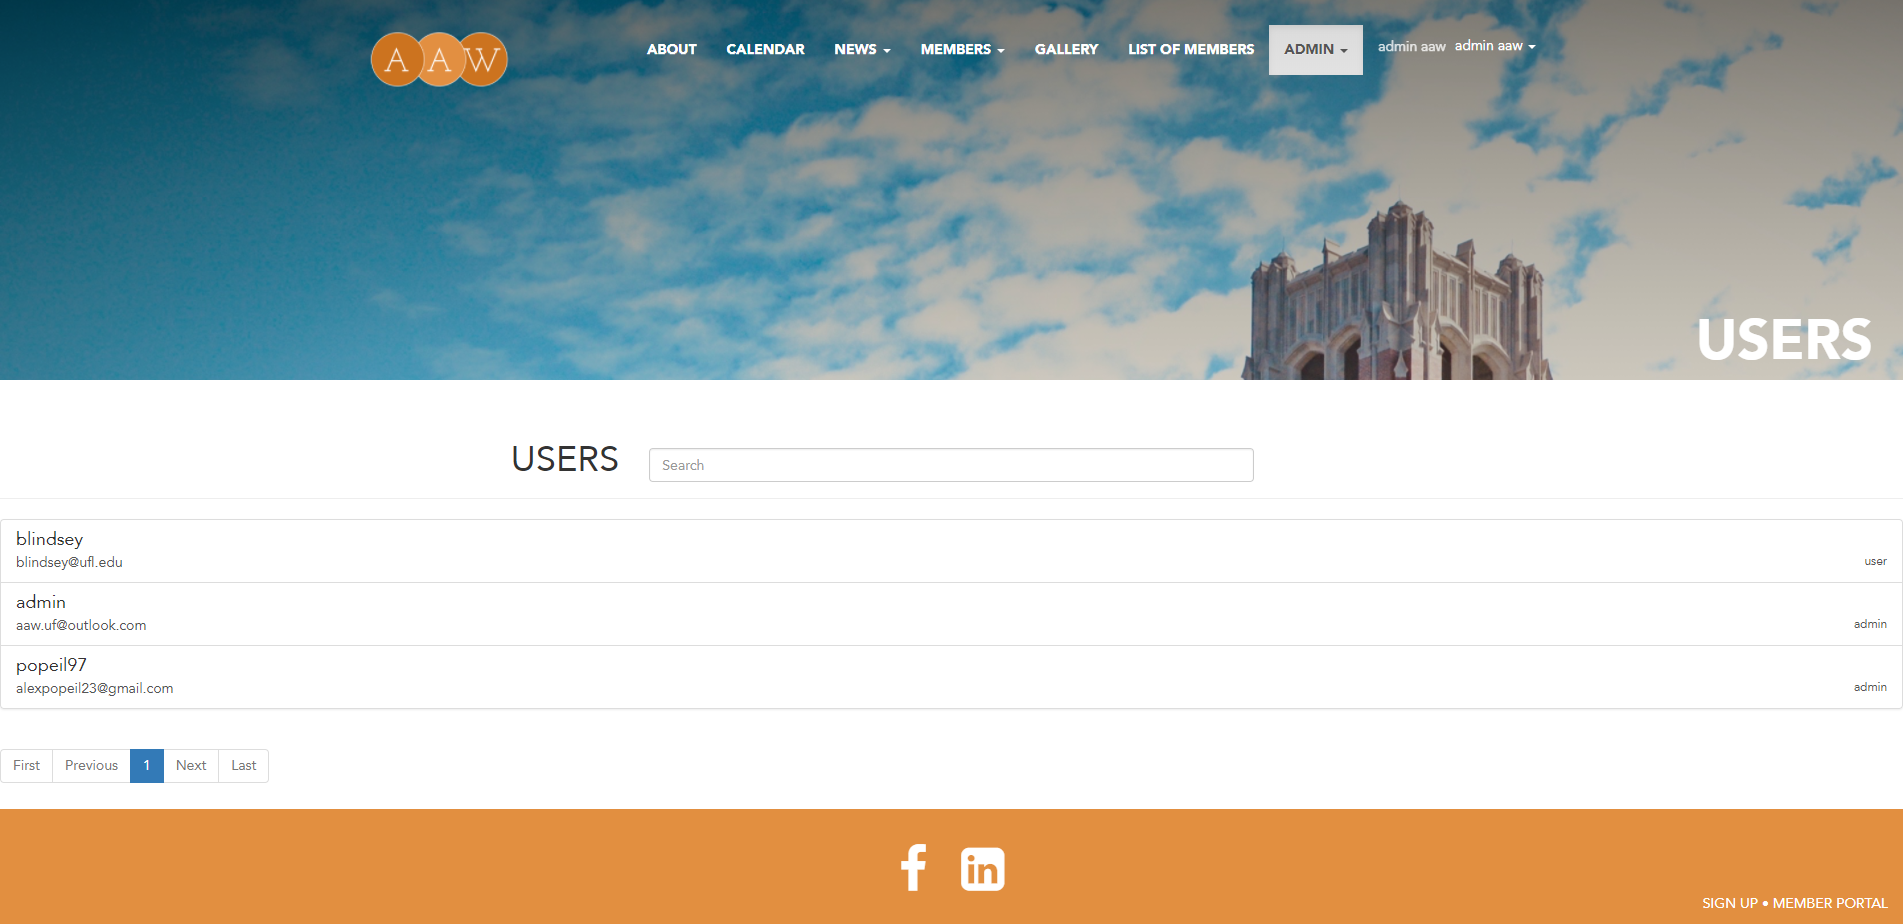 AAW
ABOUT CALENDAR NEWS MEMBERS GALLERY LIST OF MEMBERS ADMIN admin aaw admin aaw
USERS
USERS Search
blindsey
blindsey@ufl.edu user
admin
aaw.uf@outlook.com admin
popeil97
alexpopeil23@gmail.com admin
First Previous 1 Next Last
f in
SIGN UP • MEMBER PORTAL